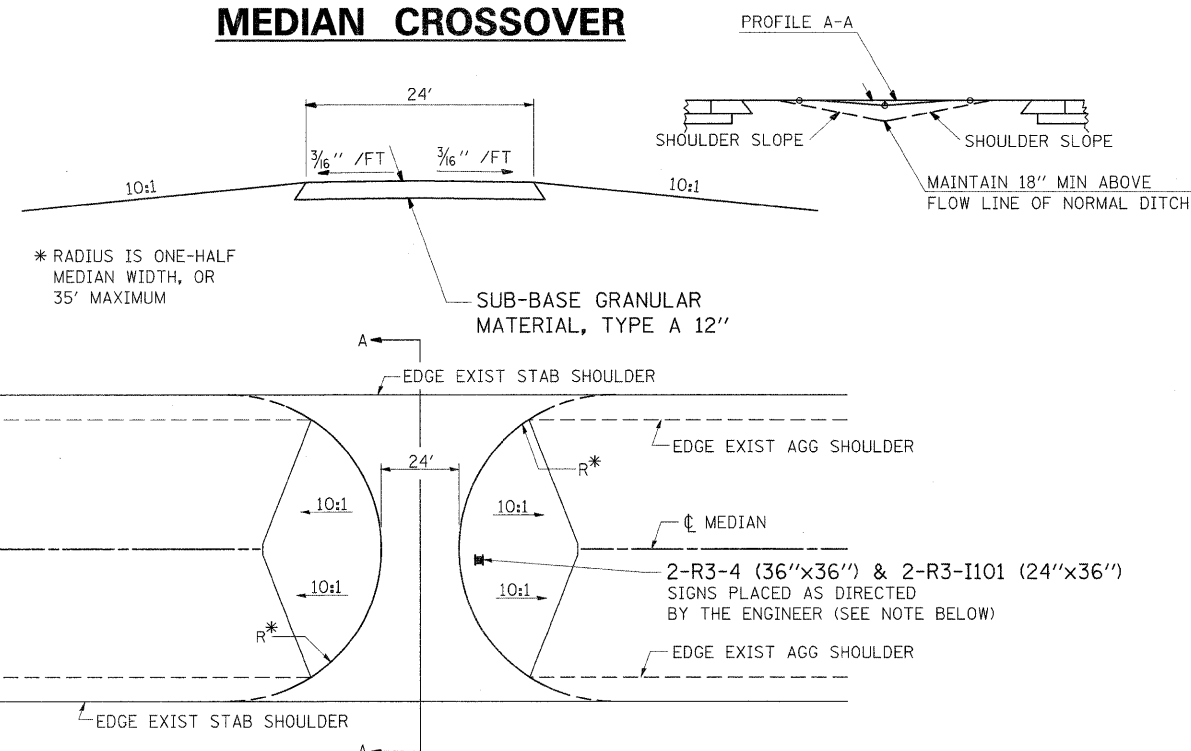 MEDIAN CROSSOVER
PROFILE A-A
24'
3/16" /FT
3/16" /FT
10:1
10:1
SHOULDER SLOPE
SHOULDER SLOPE
MAINTAIN 18" MIN ABOVE
FLOW LINE OF NORMAL DITCH
* RADIUS IS ONE-HALF
MEDIAN WIDTH, OR
35' MAXIMUM
SUB-BASE GRANULAR
MATERIAL, TYPE A 12"
A
EDGE EXIST STAB SHOULDER
EDGE EXIST AGG SHOULDER
24'
R*
10:1
10:1
℄ MEDIAN
2-R3-4 (36"x36") & 2-R3-I101 (24"x36")
SIGNS PLACED AS DIRECTED
BY THE ENGINEER (SEE NOTE BELOW)
10:1
10:1
R*
EDGE EXIST AGG SHOULDER
EDGE EXIST STAB SHOULDER
A